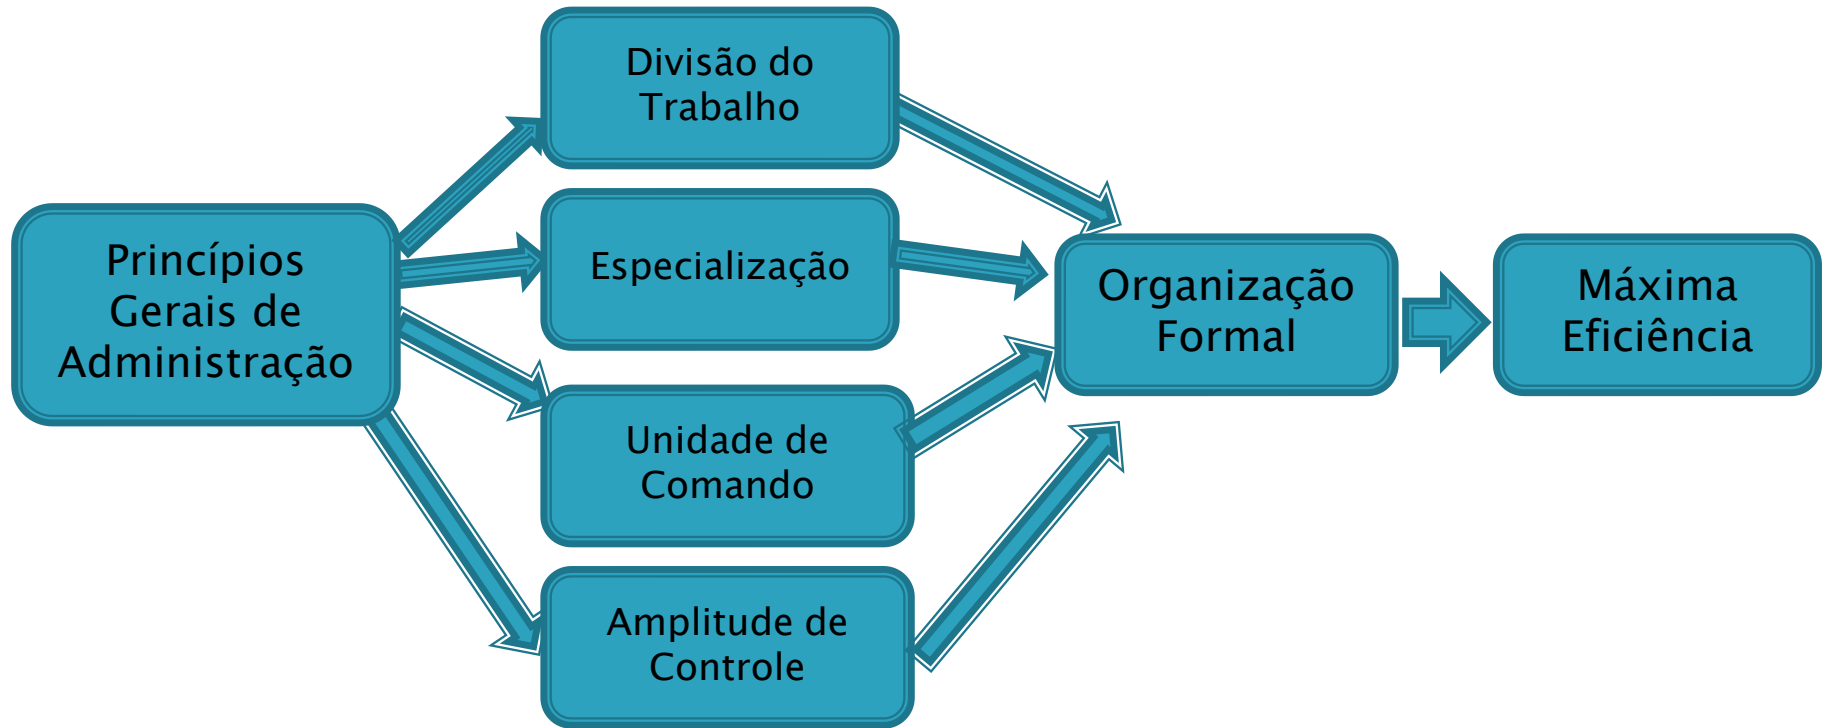 Princípios
Gerais de
Administração
Divisão do
Trabalho
Especialização
Unidade de
Comando
Amplitude de
Controle
Organização
Formal
Máxima
Eficiência